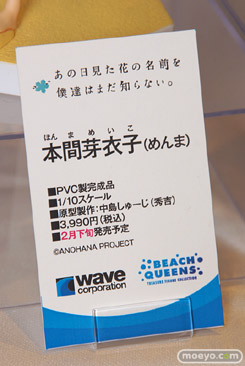 あの日見た花の名前を
僕達はまだ知らない。
ほんまめいこ
本間芽衣子(めんま)
■PVC製完成品
■1/10スケール
■原型製作:中島しゅーじ(秀吉)
■3,990円(税込)
■2月下旬発売予定
©ANOHANA PROJECT
wave
corporation
BEACH
QUEENS
TREASURE FIGURE COLLECTION
moeyo.com